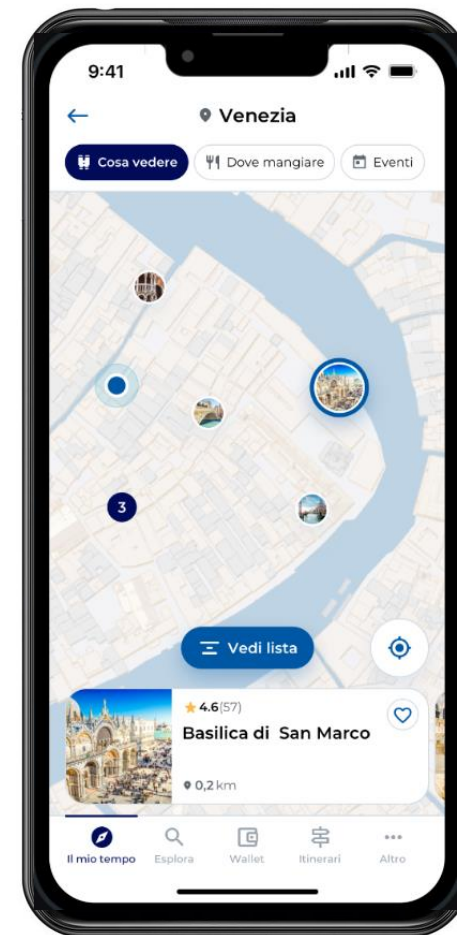 9:41
Venezia
Cosa vedere Dove mangiare Eventi
3
Vedi lista
4.6(57)
Basilica di San Marco
0,2 km
Il mio tempo Esplora Wallet Itinerari Altro